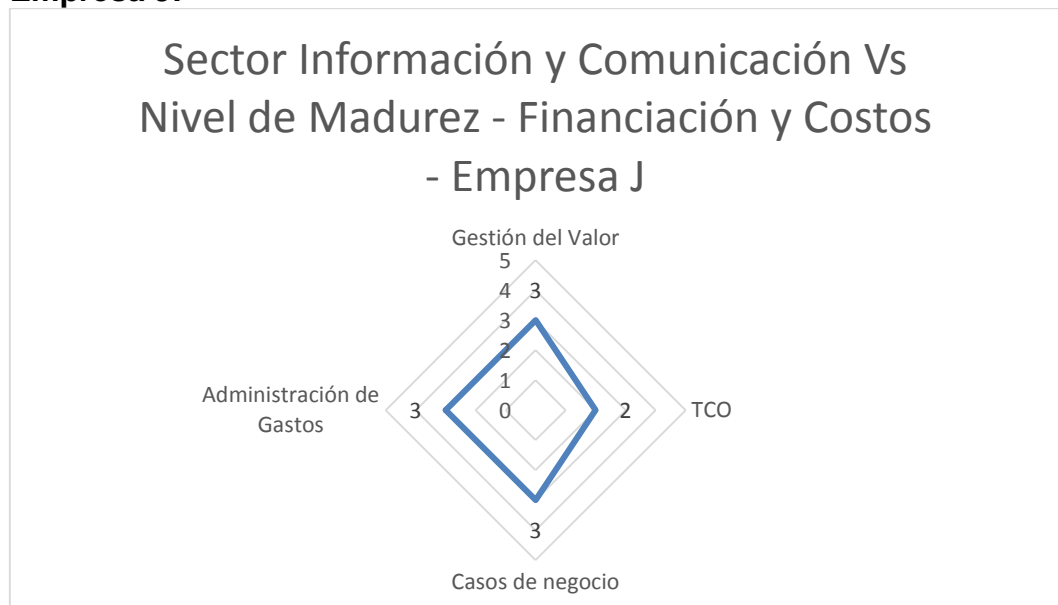 Sector Información y Comunicación Vs
Nivel de Madurez - Financiación y Costos
- Empresa J
Gestión del Valor
5
4
3
3
2
1
0
Administración de
Gastos
3
2
TCO
3
Casos de negocio